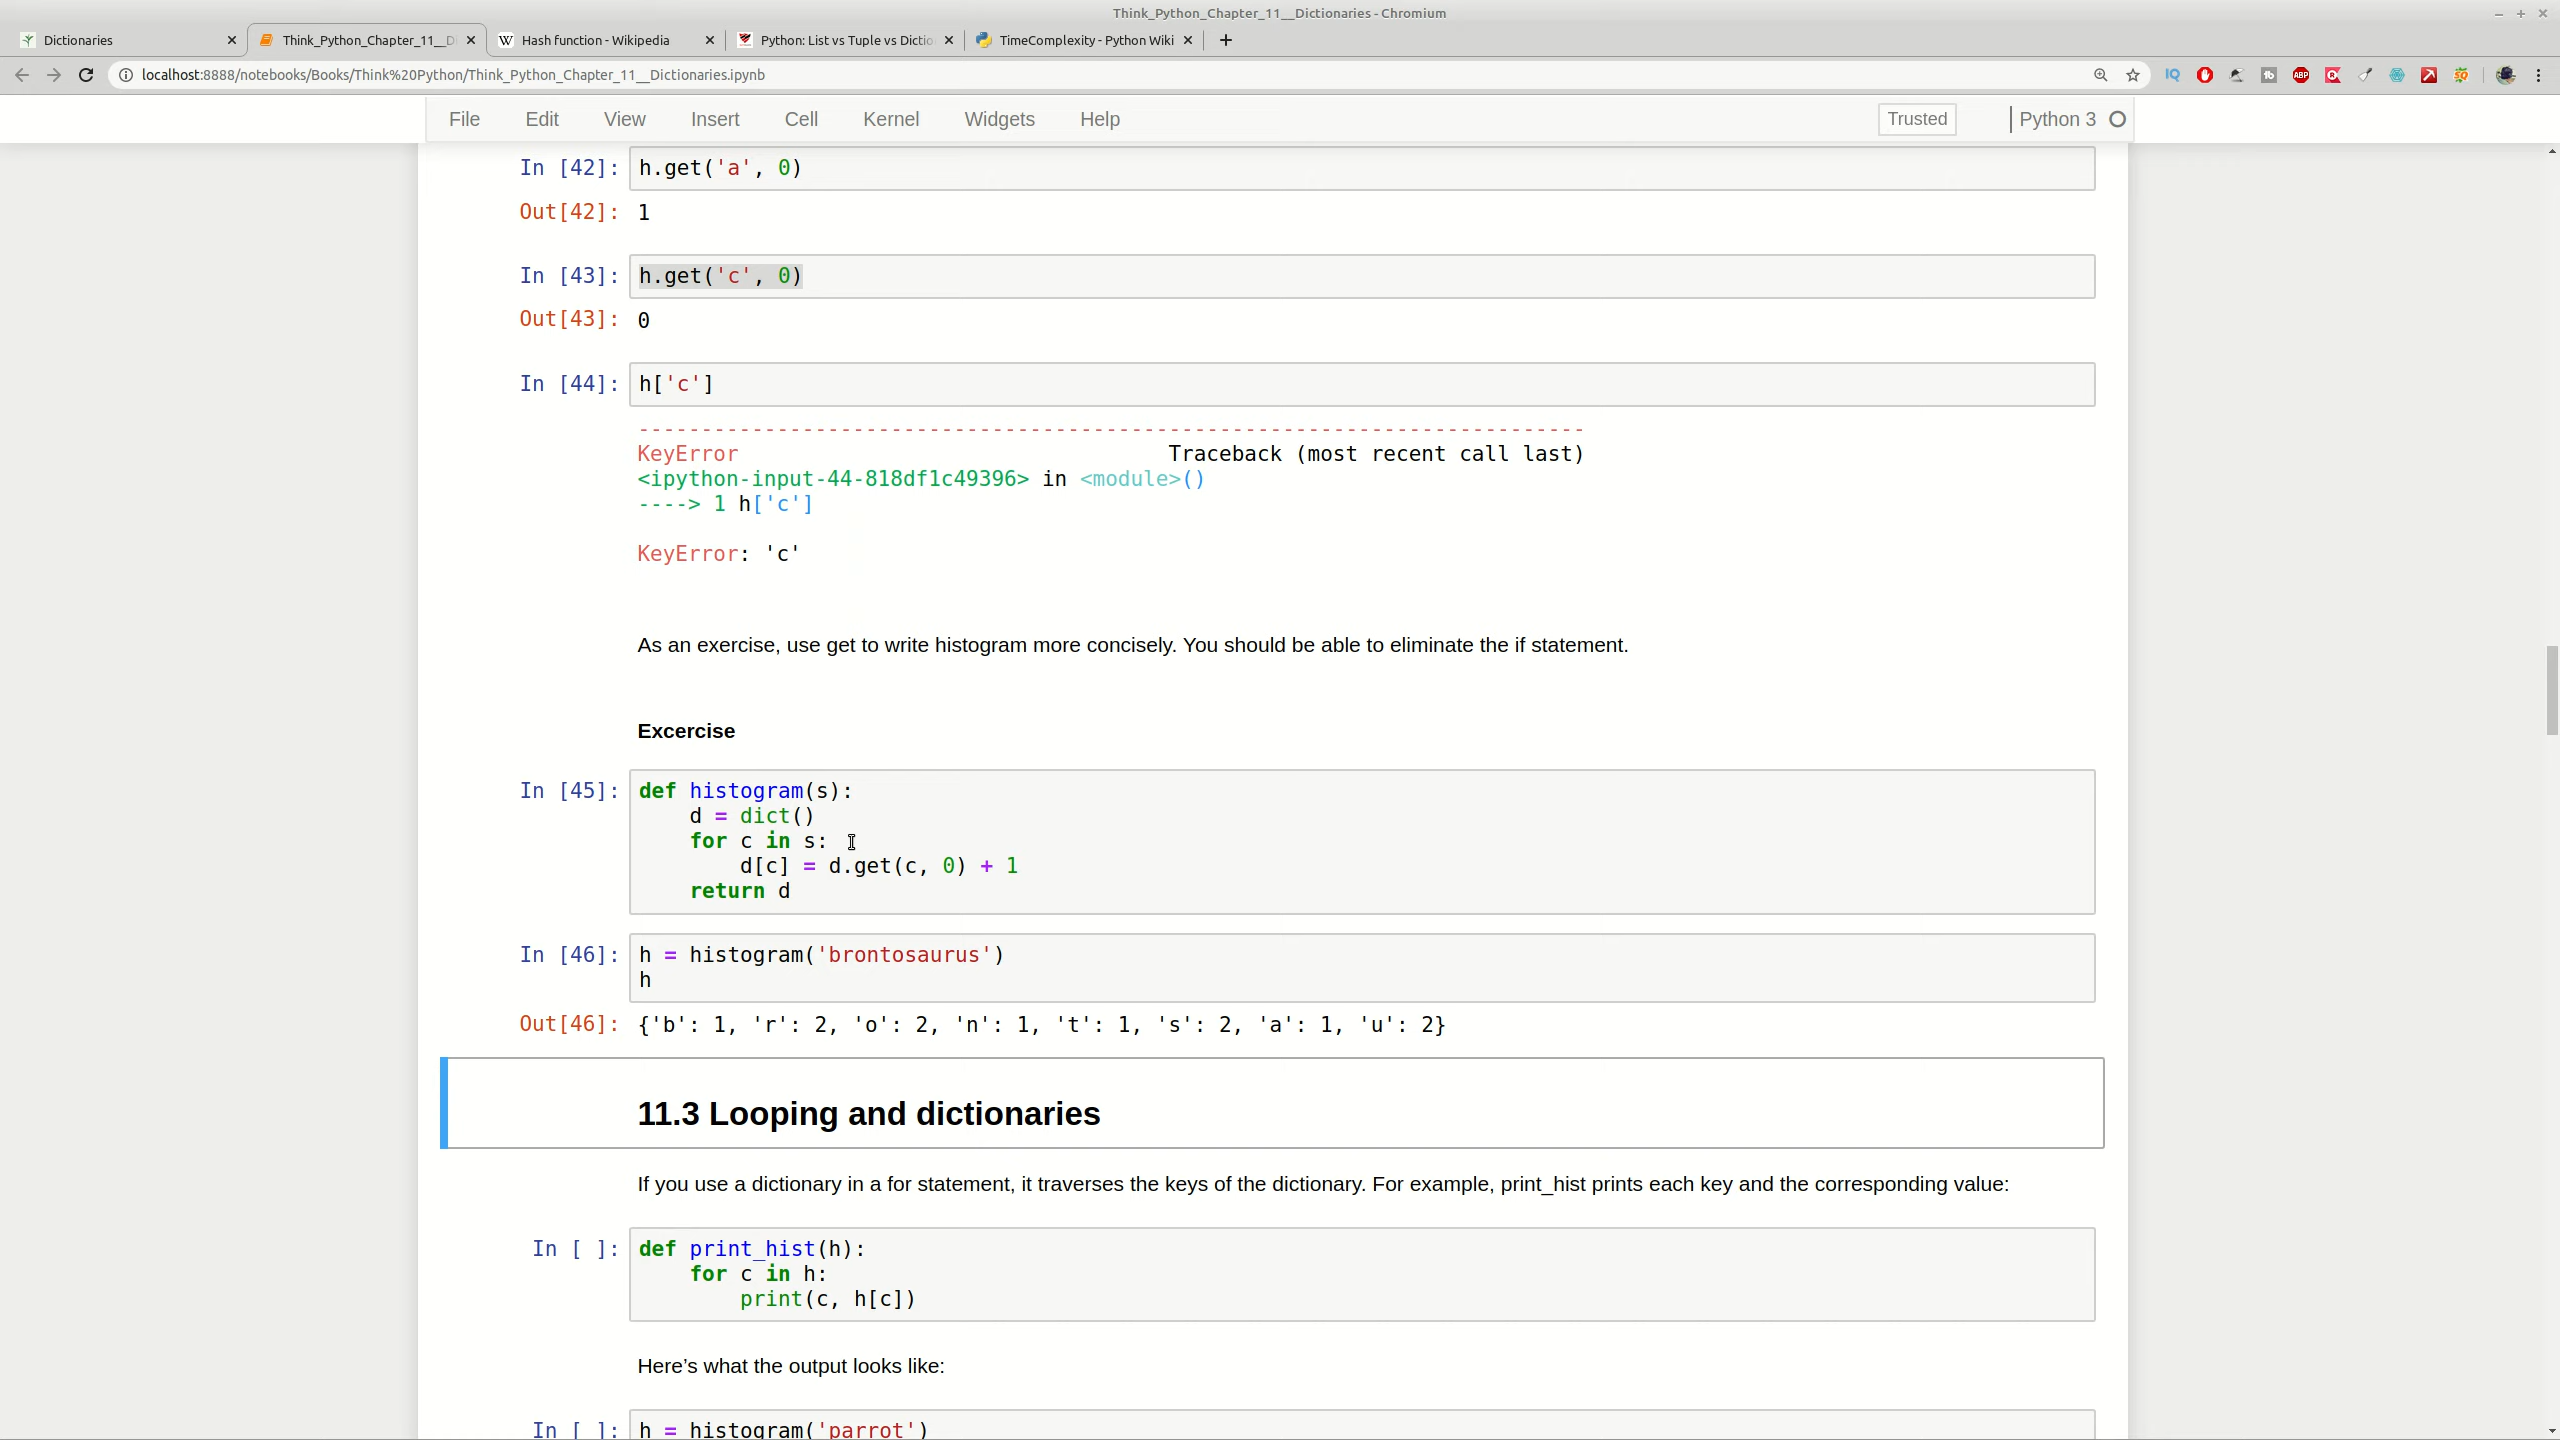 Think_Python_Chapter_11__Dictionaries - Chromium
Dictionaries
Think_Python_Chapter_11__D
Hash function - Wikipedia
Python: List vs Tuple vs Dictio
TimeComplexity - Python Wiki
localhost:8888/notebooks/Books/Think%20Python/Think_Python_Chapter_11__Dictionaries.ipynb
File Edit View Insert Cell Kernel Widgets Help Trusted Python 3
In [42]: h.get('a', 0)
Out[42]: 1
In [43]: h.get('c', 0)
Out[43]: 0
In [44]: h['c']
---------------------------------------------------------------------------
KeyError Traceback (most recent call last)
<ipython-input-44-818df1c49396> in <module>()
----> 1 h['c']
KeyError: 'c'
As an exercise, use get to write histogram more concisely. You should be able to eliminate the if statement.
Excercise
In [45]: def histogram(s):
    d = dict()
    for c in s:
        d[c] = d.get(c, 0) + 1
    return d
In [46]: h = histogram('brontosaurus')
h
Out[46]: {'b': 1, 'r': 2, 'o': 2, 'n': 1, 't': 1, 's': 2, 'a': 1, 'u': 2}
11.3 Looping and dictionaries
If you use a dictionary in a for statement, it traverses the keys of the dictionary. For example, print_hist prints each key and the corresponding value:
In [ ]: def print_hist(h):
    for c in h:
        print(c, h[c])
Here’s what the output looks like:
In [ ]: h = histogram('parrot')